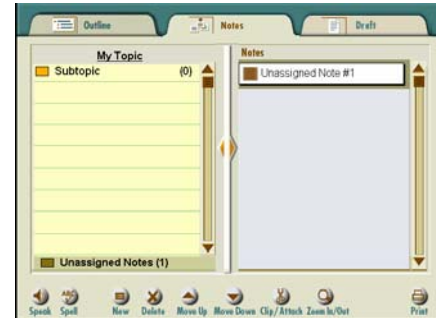 Outline
Notes
Draft
My Topic
Subtopic (0)
Unassigned Notes (1)
Notes
Unassigned Note #1
Speak Spell New Delete Move Up Move Down Clip/Attach Zoom In/Out Print